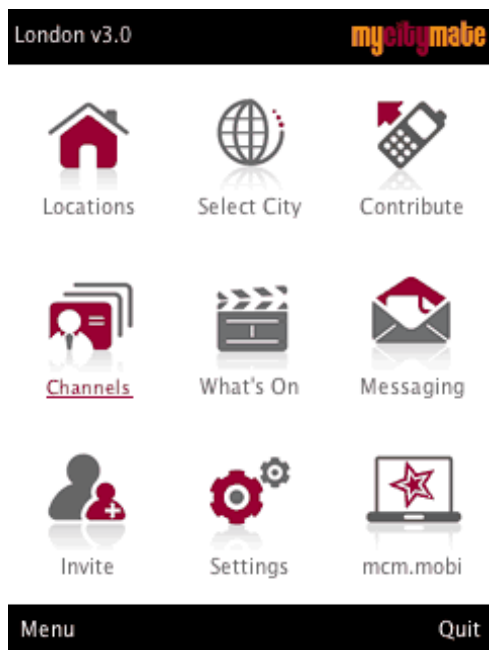 London v3.0 mycitymate
Locations Select City Contribute
Channels What's On Messaging
Invite Settings mcm.mobi
Menu Quit